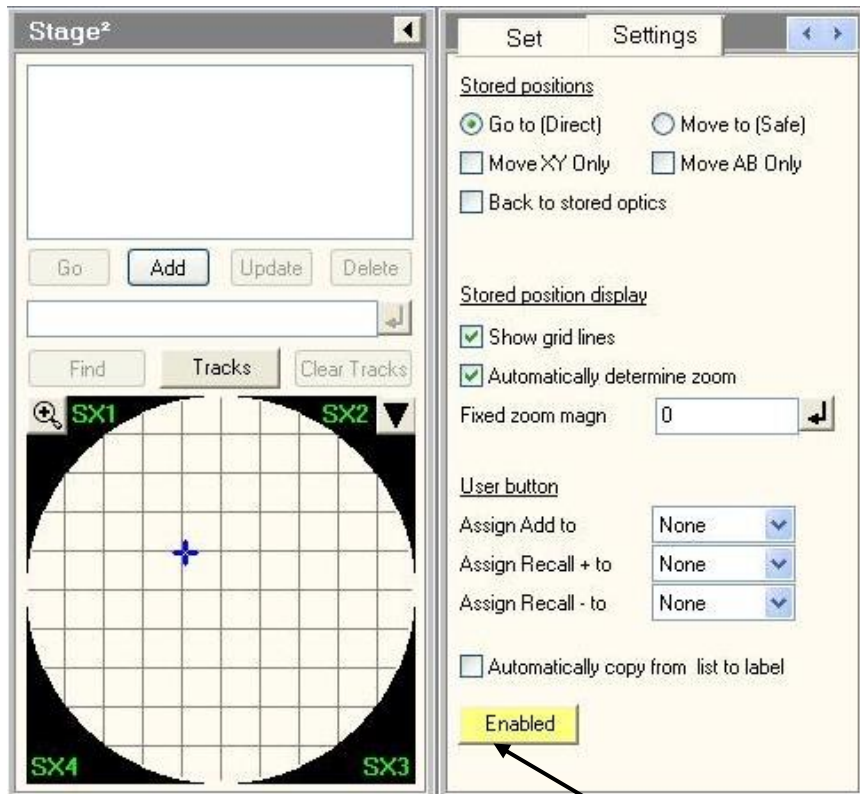 Stage²
Go Add Update Delete
Find Tracks Clear Tracks
SX1 SX2
SX4 SX3
Set Settings
Stored positions
Go to (Direct) Move to (Safe)
Move XY Only Move AB Only
Back to stored optics
Stored position display
Show grid lines
Automatically determine zoom
Fixed zoom magn 0
User button
Assign Add to None
Assign Recall + to None
Assign Recall - to None
Automatically copy from list to label
Enabled